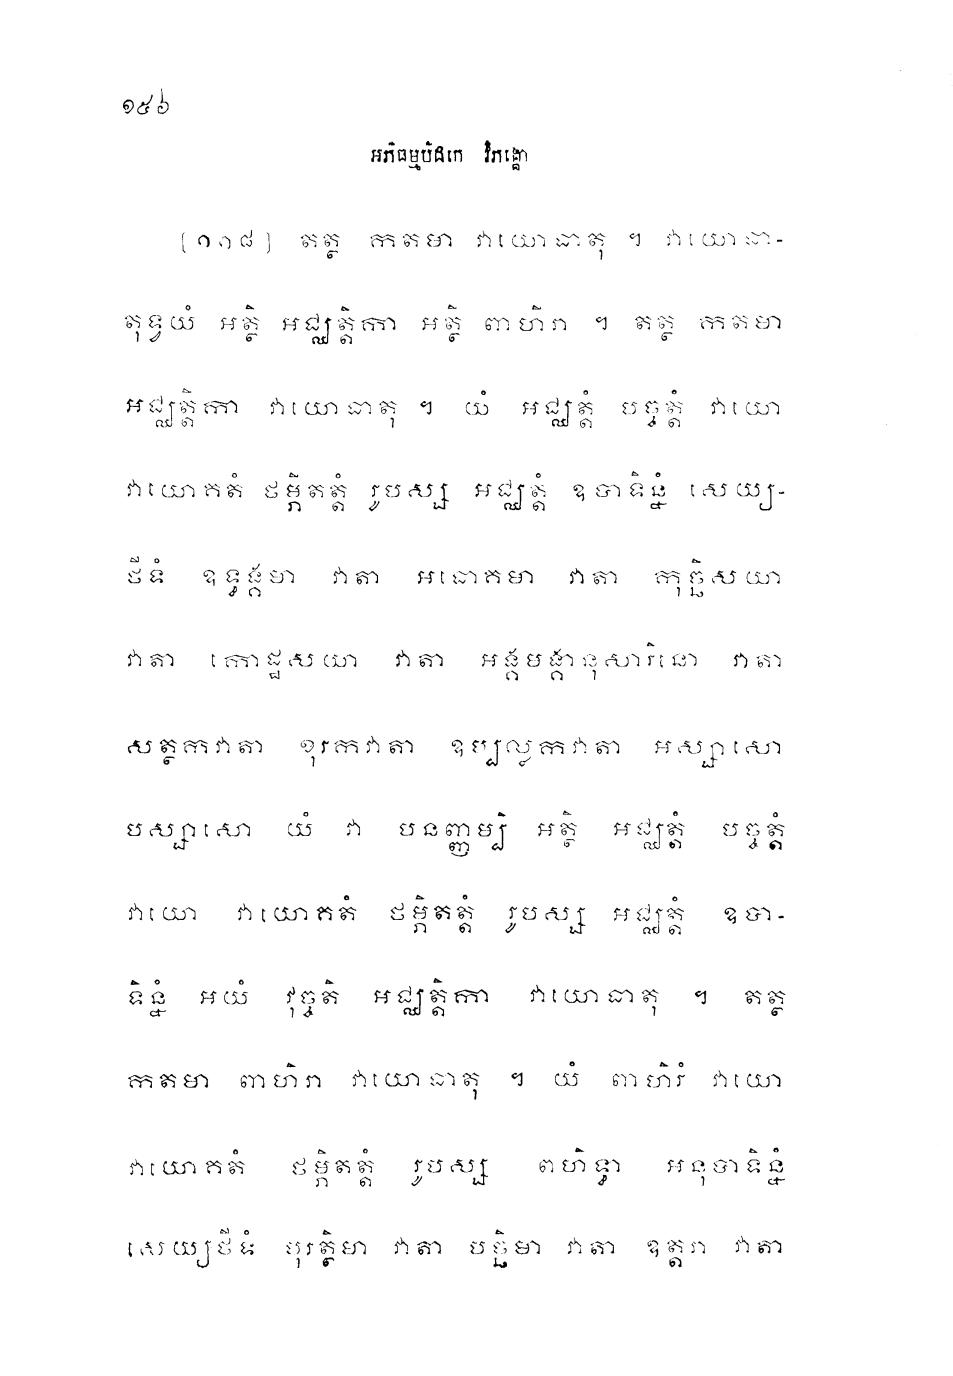 ១៥៦
អភិធម្មបិដកេ វិភង្គោ
[១១៨] តត្ថ កតមា វាយោធាតុ ។ វាយោធា-
តុទ្វយំ អត្ថិ អជ្ឈត្តិកា អត្ថិ ពាហិរា ។ តត្ថ កតមា
អជ្ឈត្តិកា វាយោធាតុ ។ យំ អជ្ឈត្តំ បច្ចត្តំ វាយោ
វាយោគតំ ថម្ភិតត្តំ រូបស្ស អជ្ឈត្តំ ឧបាទិន្នំ សេយ្យ-
ថីទំ ឧទ្ធង្គមា វាតា អធោគមា វាតា កុច្ឆិសយា
វាតា កោដ្ឋសយា វាតា អង្គមង្គានុសារិនោ វាតា
សត្ថកវាតា ខុរកវាតា ឧប្បលកវាតា អស្សាសោ
បស្សាសោ យំ វា បនញ្ញម្បិ អត្ថិ អជ្ឈត្តំ បច្ចត្តំ
វាយោ វាយោគតំ ថម្ភិតត្តំ រូបស្ស អជ្ឈត្តំ ឧបា-
ទិន្នំ អយំ វុច្ចតិ អជ្ឈត្តិកា វាយោធាតុ ។ តត្ថ
កតមា ពាហិរា វាយោធាតុ ។ យំ ពាហិរំ វាយោ
វាយោគតំ ថម្ភិតត្តំ រូបស្ស ពហិទ្ធា អនុបាទិន្នំ
សេយ្យថីទំ បុរត្ថិមា វាតា បច្ឆិមា វាតា ឧត្តរា វាតា